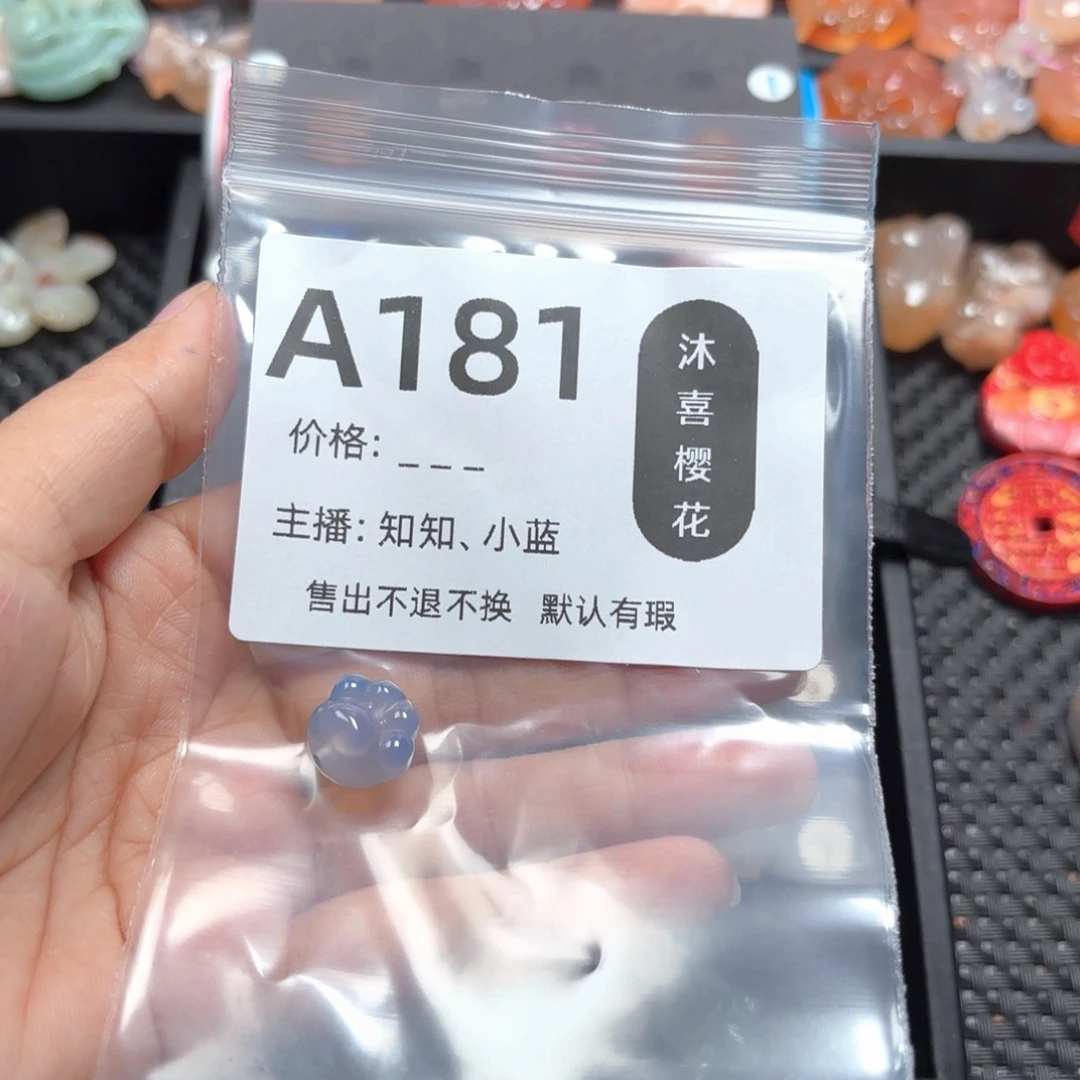 A181
沐喜樱花
价格: _ _ _
主播: 知知、小蓝
售出不退不换 默认有瑕